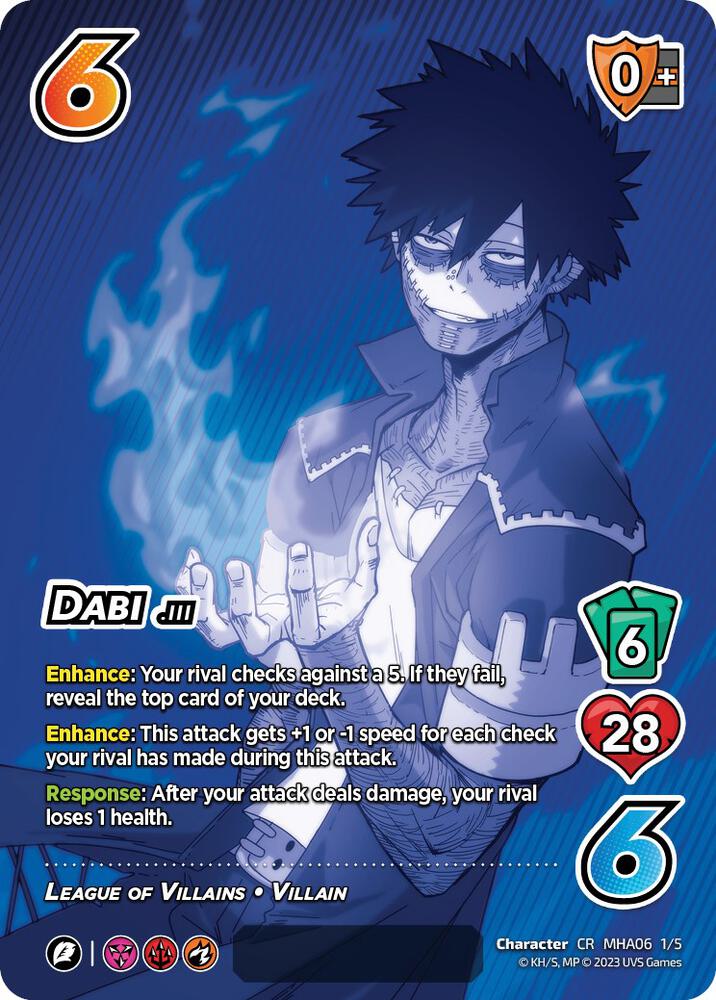 6
0+
DABI .III
6
Enhance: Your rival checks against a 5. If they fail,
reveal the top card of your deck.
28
Enhance: This attack gets +1 or -1 speed for each check
your rival has made during this attack.
Response: After your attack deals damage, your rival
loses 1 health.
6
LEAGUE OF VILLAINS • VILLAIN
Character CR MHA06 1/5
© KH/S, MP © 2023 UVS Games